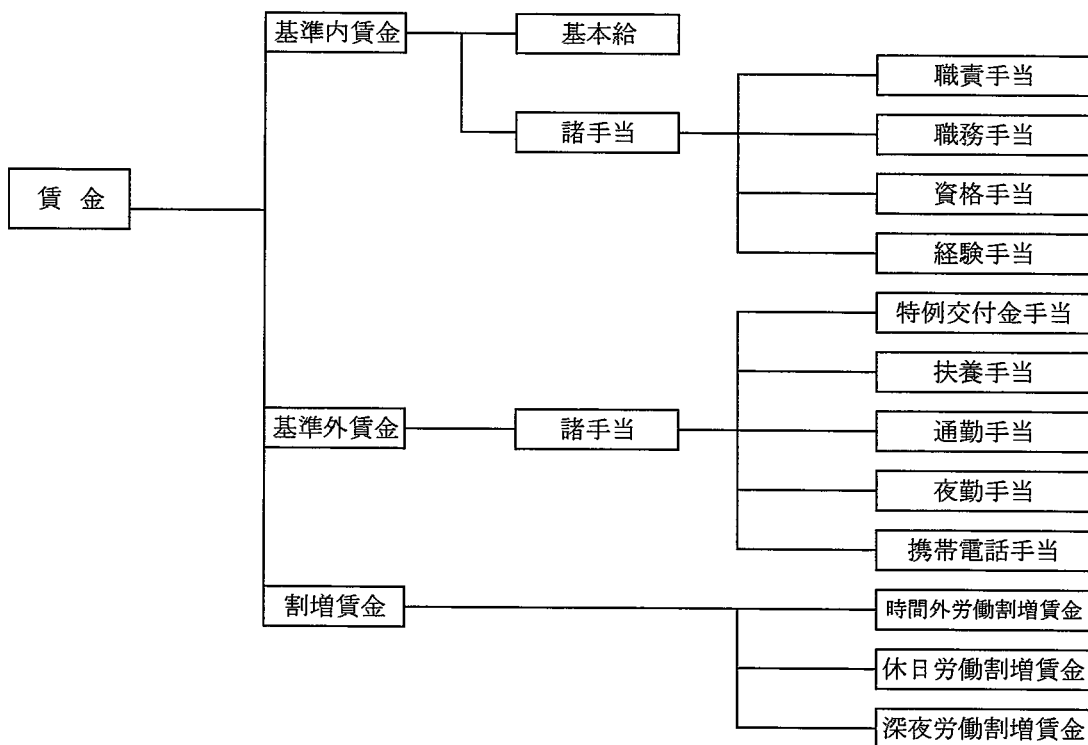 基準内賃金
基本給
職責手当
諸手当
職務手当
賃 金
資格手当
経験手当
特例交付金手当
扶養手当
基準外賃金
諸手当
通勤手当
夜勤手当
携帯電話手当
割増賃金
時間外労働割増賃金
休日労働割増賃金
深夜労働割増賃金